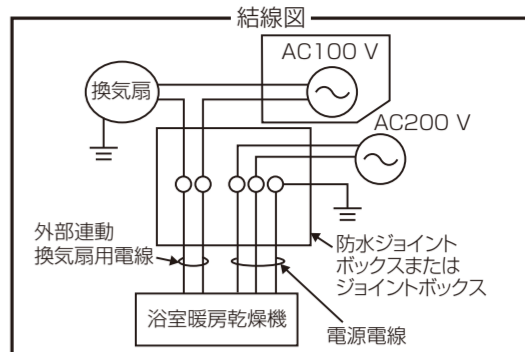 結線図
AC100 V
換気扇
AC200 V
外部連動
換気扇用電線
防水ジョイント
ボックスまたは
ジョイントボックス
浴室暖房乾燥機
電源電線